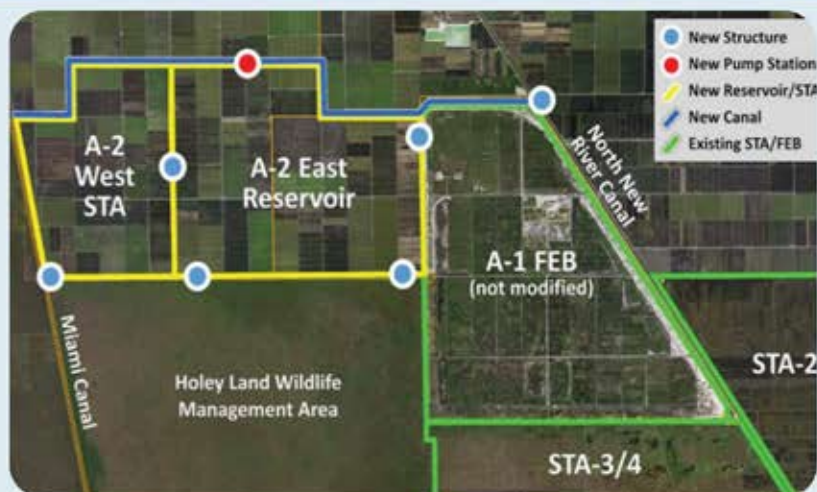 New Structure
New Pump Station
New Reservoir/STA
New Canal
Existing STA/FEB
A-2
West
STA
A-2 East
Reservoir
North New
River Canal
A-1 FEB
(not modified)
Miami Canal
Holey Land Wildlife
Management Area
STA-2
STA-3/4